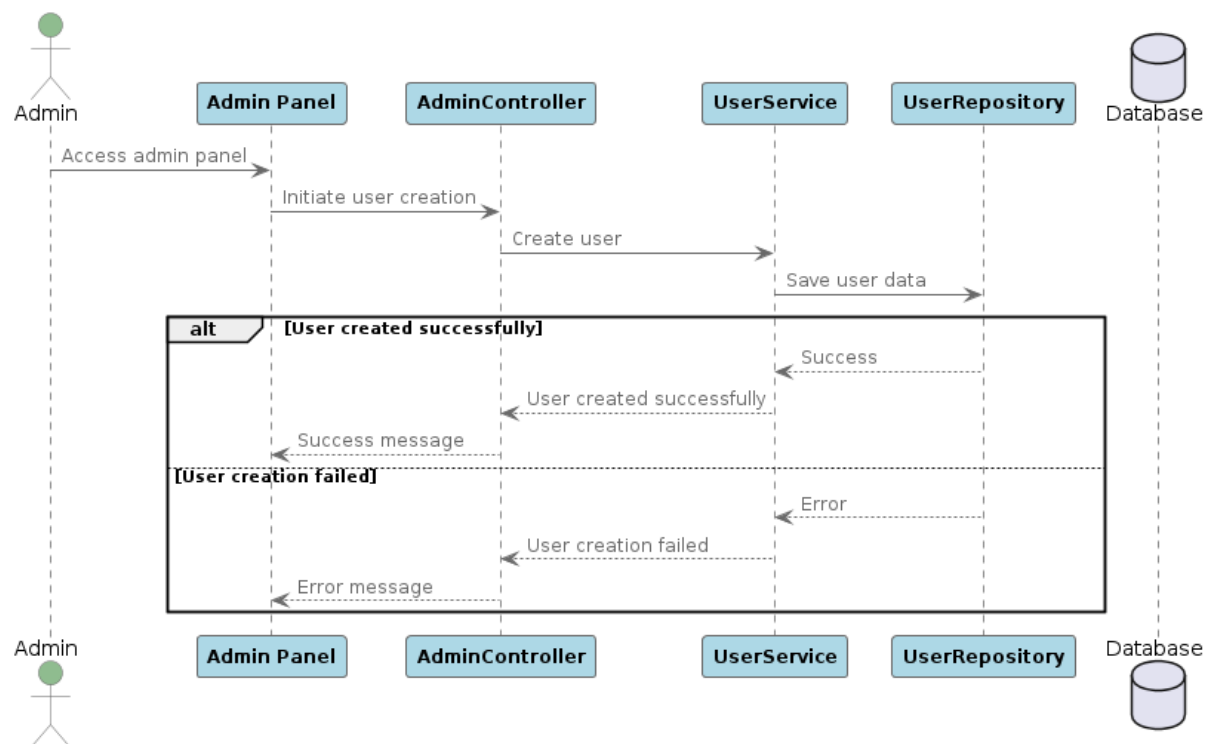 Admin
Admin Panel
AdminController
UserService
UserRepository
Database
Access admin panel
Initiate user creation
Create user
Save user data
alt
[User created successfully]
Success
User created successfully
Success message
[User creation failed]
Error
User creation failed
Error message
Admin
Admin Panel
AdminController
UserService
UserRepository
Database